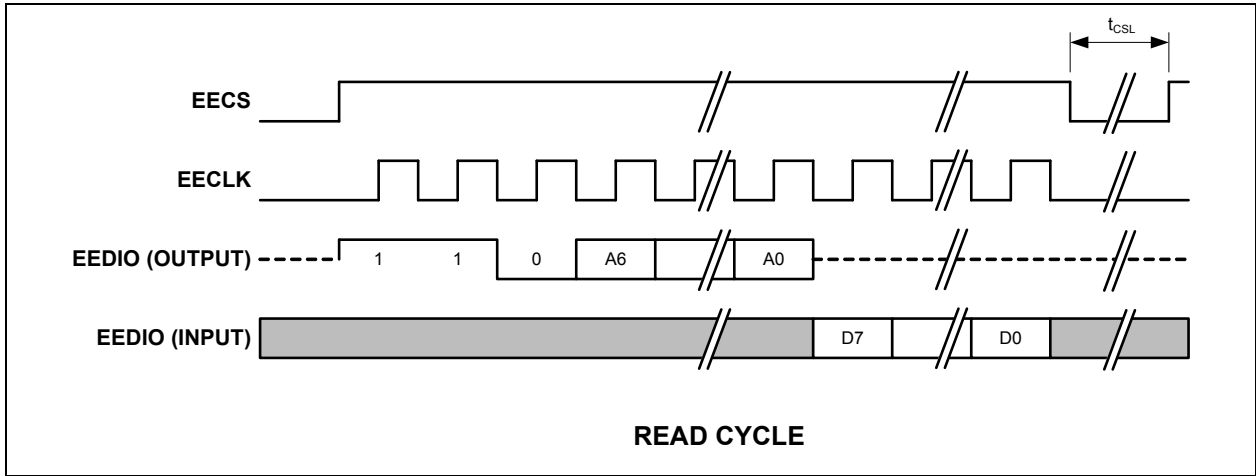 tCSL
EECS
EECLK
EEDIO (OUTPUT) 1 1 0 A6 A0
EEDIO (INPUT) D7 D0
READ CYCLE